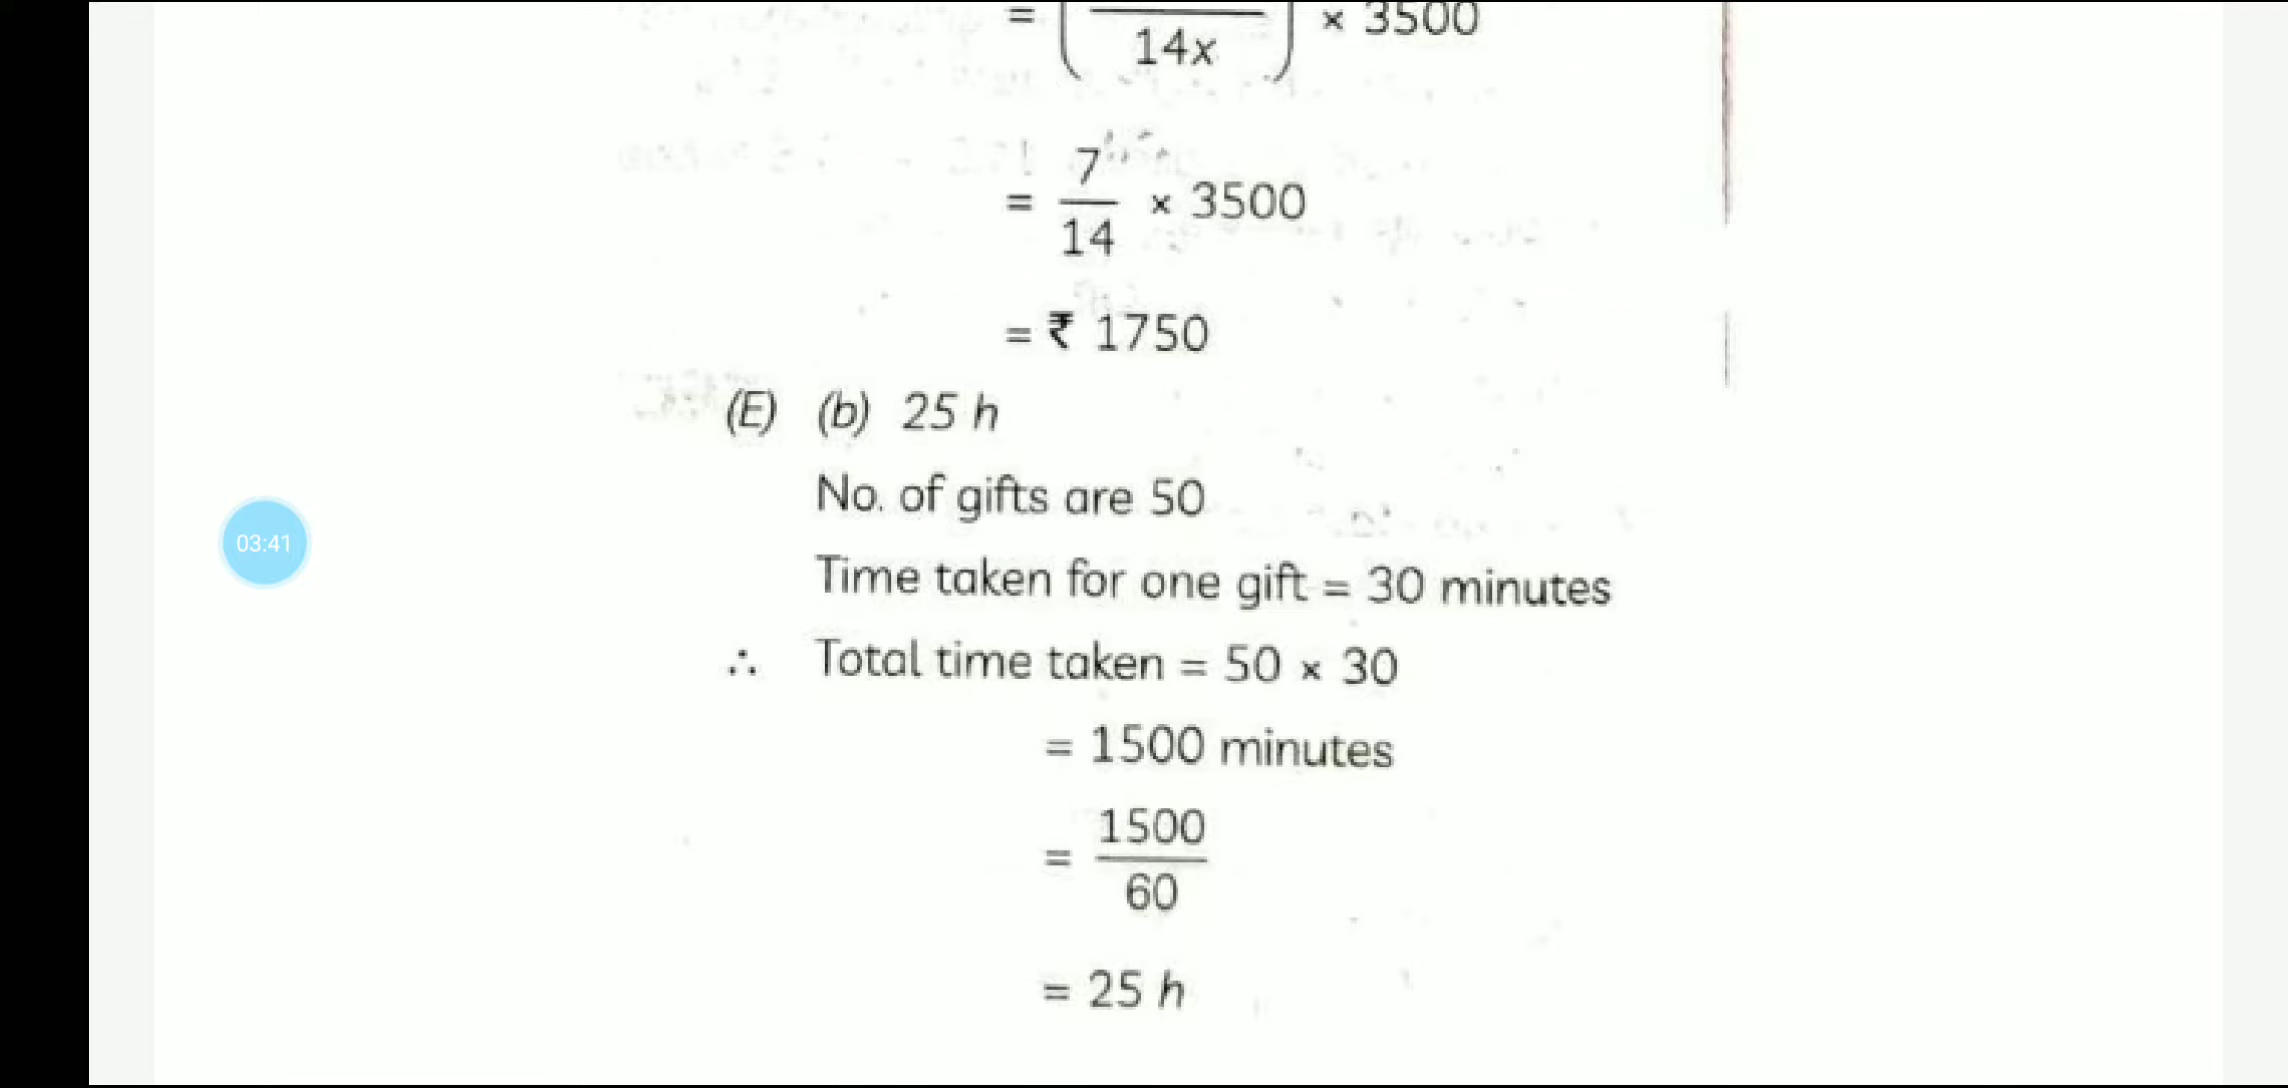 = ( / 14x ) × 3500
= 7/14 × 3500
= ₹ 1750
(E) (b) 25 h
No. of gifts are 50
03:41
Time taken for one gift = 30 minutes
∴ Total time taken = 50 × 30
= 1500 minutes
= 1500/60
= 25 h